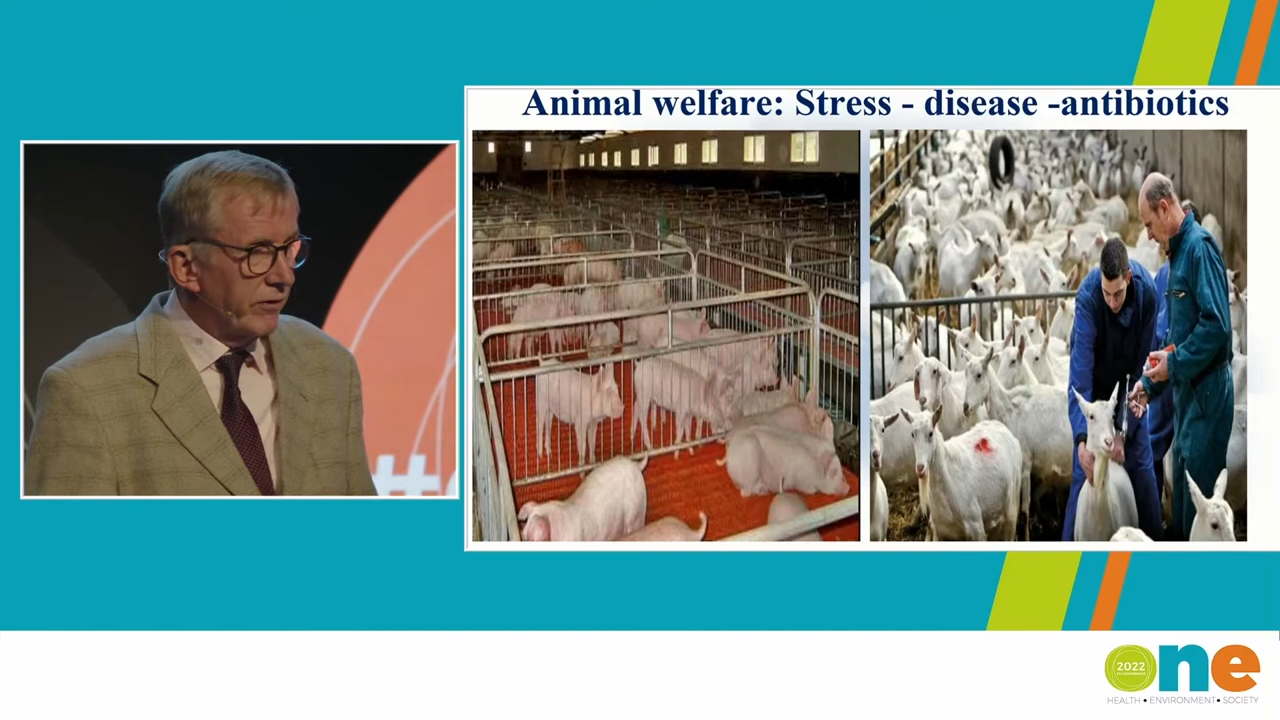 Animal welfare: Stress - disease -antibiotics
#
2022
one
HEALTH • ENVIRONMENT • SOCIETY